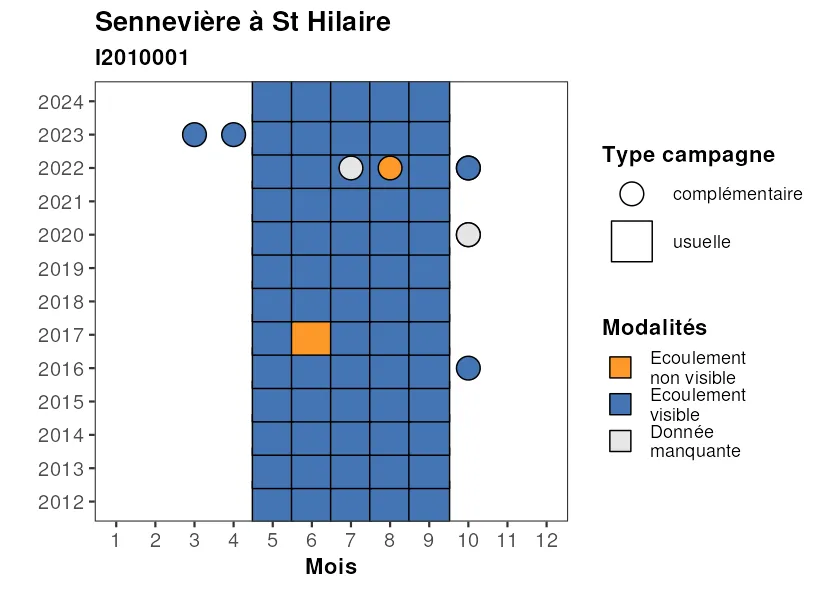 Sennevière à St Hilaire
I2010001
2024
2023
2022
2021
2020
2019
2018
2017
2016
2015
2014
2013
2012
1 2 3 4 5 6 7 8 9 10 11 12
Mois
Type campagne
complémentaire
usuelle
Modalités
Ecoulement
non visible
Ecoulement
visible
Donnée
manquante